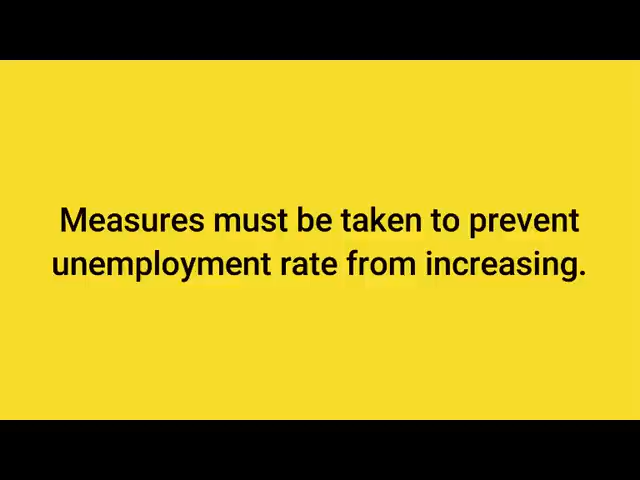 Measures must be taken to prevent
unemployment rate from increasing.